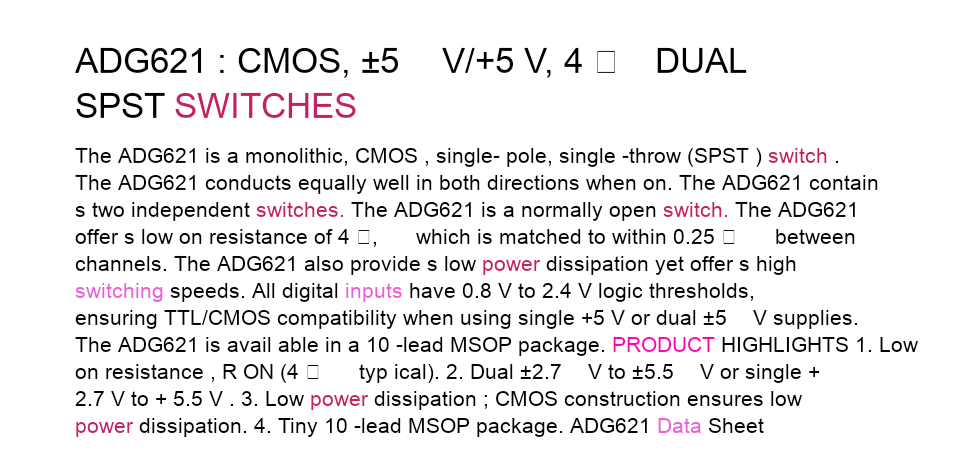 ADG621 : CMOS, ±5 V/+5 V, 4 □ DUAL
SPST SWITCHES
The ADG621 is a monolithic, CMOS , single- pole, single -throw (SPST ) switch .
The ADG621 conducts equally well in both directions when on. The ADG621 contain
s two independent switches. The ADG621 is a normally open switch. The ADG621
offer s low on resistance of 4 □, which is matched to within 0.25 □ between
channels. The ADG621 also provide s low power dissipation yet offer s high
switching speeds. All digital inputs have 0.8 V to 2.4 V logic thresholds,
ensuring TTL/CMOS compatibility when using single +5 V or dual ±5 V supplies.
The ADG621 is avail able in a 10 -lead MSOP package. PRODUCT HIGHLIGHTS 1. Low
on resistance , R ON (4 □ typ ical). 2. Dual ±2.7 V to ±5.5 V or single +
2.7 V to + 5.5 V . 3. Low power dissipation ; CMOS construction ensures low
power dissipation. 4. Tiny 10 -lead MSOP package. ADG621 Data Sheet